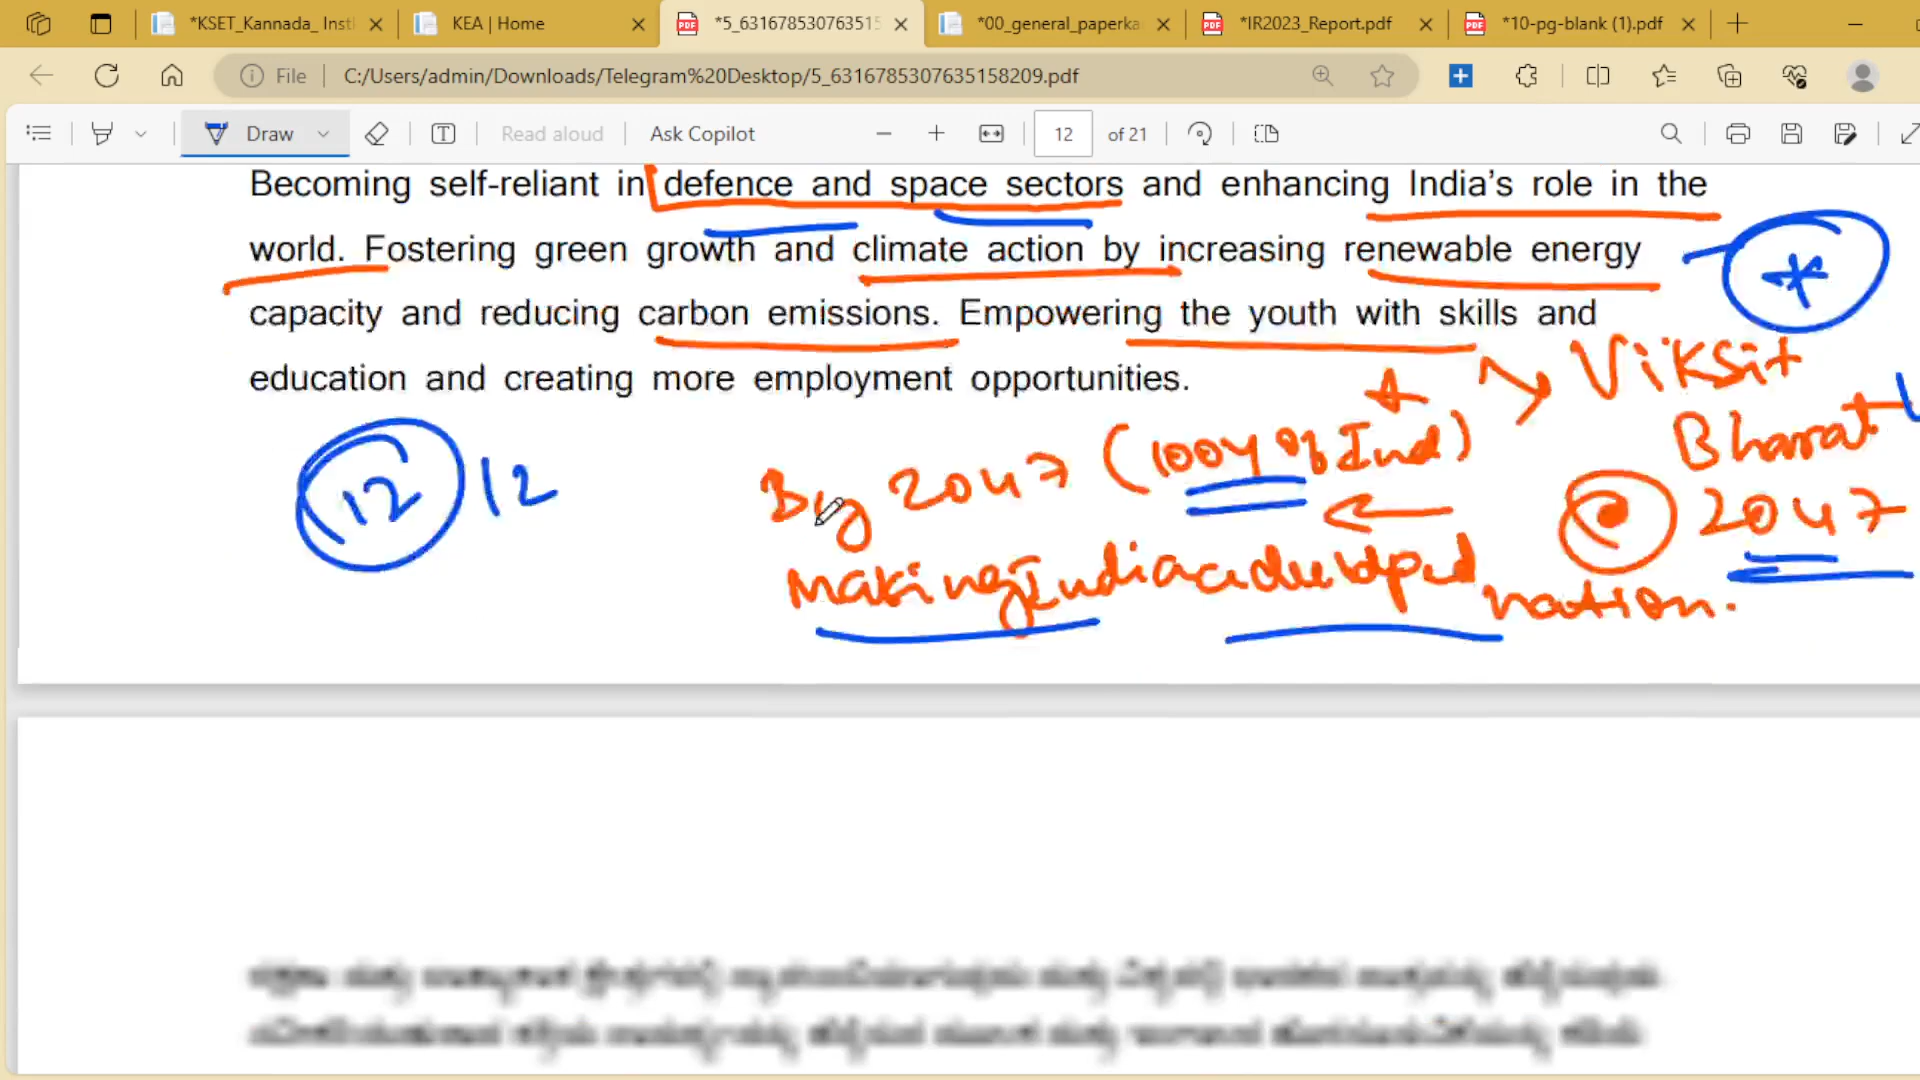 *KSET_Kannada_ Insti
KEA | Home
*5_631678530763515
*00_general_paperka
*IR2023_Report.pdf
*10-pg-blank (1).pdf
File
C:/Users/admin/Downloads/Telegram%20Desktop/5_6316785307635158209.pdf
Draw
Read aloud
Ask Copilot
12 of 21
Becoming self-reliant in defence and space sectors and enhancing India's role in the
world. Fostering green growth and climate action by increasing renewable energy
capacity and reducing carbon emissions. Empowering the youth with skills and
education and creating more employment opportunities.
Viksit
Bharat
2047
12 12
By 2047 (100Y of Ind)
making India a developed
nation.